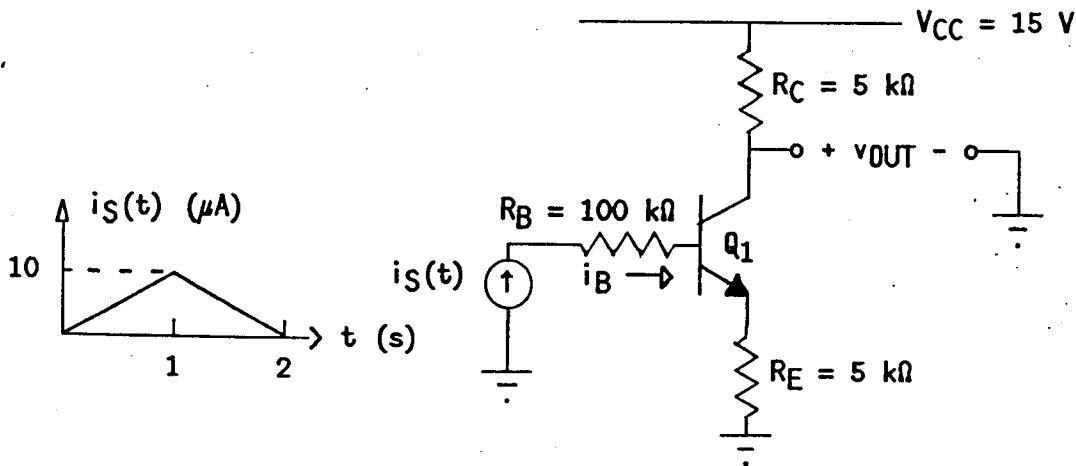 V_CC = 15 V
R_C = 5 kΩ
+ v_OUT -
i_S(t) (μA)
R_B = 100 kΩ
Q_1
10
i_S(t)
i_B
t (s)
1 2
R_E = 5 kΩ